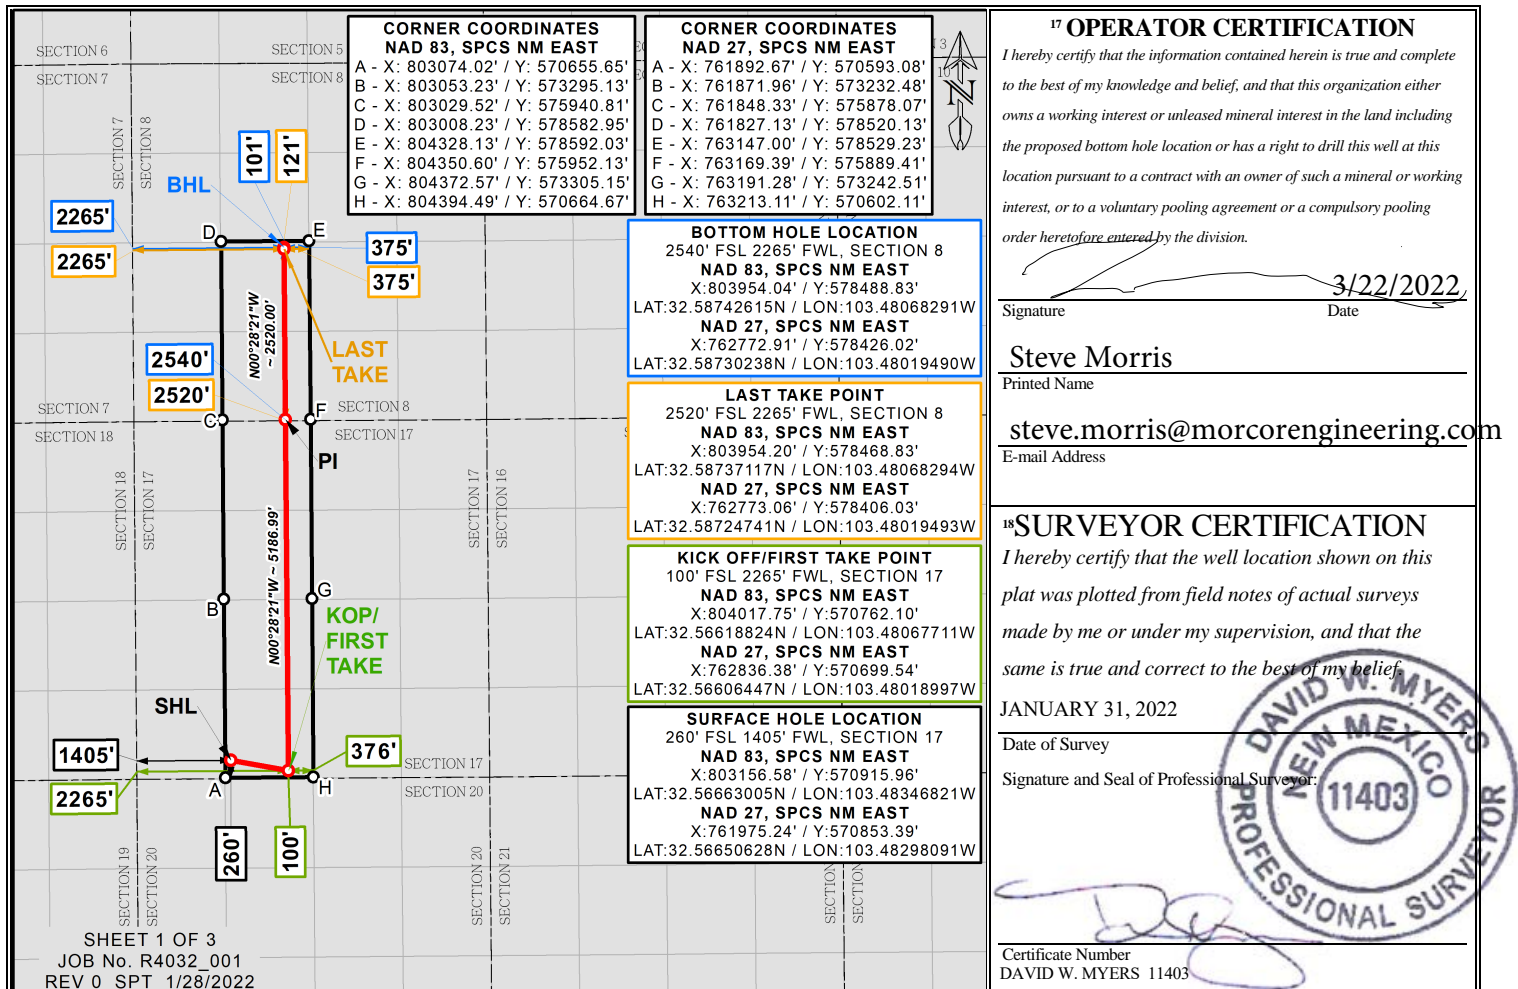 SECTION 6
SECTION 5
SECTION 7
SECTION 8
3
10
N
CORNER COORDINATES
NAD 83, SPCS NM EAST
A - X: 803074.02' / Y: 570655.65'
B - X: 803053.23' / Y: 573295.13'
C - X: 803029.52' / Y: 575940.81'
D - X: 803008.23' / Y: 578582.95'
E - X: 804328.13' / Y: 578592.03'
F - X: 804350.60' / Y: 575952.13'
G - X: 804372.57' / Y: 573305.15'
H - X: 804394.49' / Y: 570664.67'
CORNER COORDINATES
NAD 27, SPCS NM EAST
A - X: 761892.67' / Y: 570593.08'
B - X: 761871.96' / Y: 573232.48'
C - X: 761848.33' / Y: 575878.07'
D - X: 761827.13' / Y: 578520.13'
E - X: 763147.00' / Y: 578529.23'
F - X: 763169.39' / Y: 575889.41'
G - X: 763191.28' / Y: 573242.51'
H - X: 763213.11' / Y: 570602.11'
SECTION 7
SECTION 8
101'
121'
BHL
2265'
2265'
D
E
375'
375'
N00°28'21"W
~ 2520.00'
LAST
TAKE
2540'
2520'
SECTION 7
SECTION 8
C
F
SECTION 18
SECTION 17
PI
SECTION 18
SECTION 17
SECTION 17
SECTION 16
N00°28'21"W ~ 5186.99'
B
G
KOP/
FIRST
TAKE
SHL
1405'
376'
SECTION 17
2265'
A
H
SECTION 20
260'
100'
SECTION 19
SECTION 20
SECTION 20
SECTION 21
SECTION
SECTION
BOTTOM HOLE LOCATION
2540' FSL 2265' FWL, SECTION 8
NAD 83, SPCS NM EAST
X:803954.04' / Y:578488.83'
LAT:32.58742615N / LON:103.48068291W
NAD 27, SPCS NM EAST
X:762772.91' / Y:578426.02'
LAT:32.58730238N / LON:103.48019490W
LAST TAKE POINT
2520' FSL 2265' FWL, SECTION 8
NAD 83, SPCS NM EAST
X:803954.20' / Y:578468.83'
LAT:32.58737117N / LON:103.48068294W
NAD 27, SPCS NM EAST
X:762773.06' / Y:578406.03'
LAT:32.58724741N / LON:103.48019493W
KICK OFF/FIRST TAKE POINT
100' FSL 2265' FWL, SECTION 17
NAD 83, SPCS NM EAST
X:804017.75' / Y:570762.10'
LAT:32.56618824N / LON:103.48067711W
NAD 27, SPCS NM EAST
X:762836.38' / Y:570699.54'
LAT:32.56606447N / LON:103.48018997W
SURFACE HOLE LOCATION
260' FSL 1405' FWL, SECTION 17
NAD 83, SPCS NM EAST
X:803156.58' / Y:570915.96'
LAT:32.56663005N / LON:103.48346821W
NAD 27, SPCS NM EAST
X:761975.24' / Y:570853.39'
LAT:32.56650628N / LON:103.48298091W
SHEET 1 OF 3
JOB No. R4032_001
REV 0 SPT 1/28/2022
17 OPERATOR CERTIFICATION
I hereby certify that the information contained herein is true and complete
to the best of my knowledge and belief, and that this organization either
owns a working interest or unleased mineral interest in the land including
the proposed bottom hole location or has a right to drill this well at this
location pursuant to a contract with an owner of such a mineral or working
interest, or to a voluntary pooling agreement or a compulsory pooling
order heretofore entered by the division.
3/22/2022
Signature Date
Steve Morris
Printed Name
steve.morris@morcorengineering.com
E-mail Address
18SURVEYOR CERTIFICATION
I hereby certify that the well location shown on this
plat was plotted from field notes of actual surveys
made by me or under my supervision, and that the
same is true and correct to the best of my belief.
JANUARY 31, 2022
Date of Survey
Signature and Seal of Professional Surveyor:
DAVID W. MYERS
NEW MEXICO
11403
PROFESSIONAL SURVEYOR
Certificate Number
DAVID W. MYERS 11403